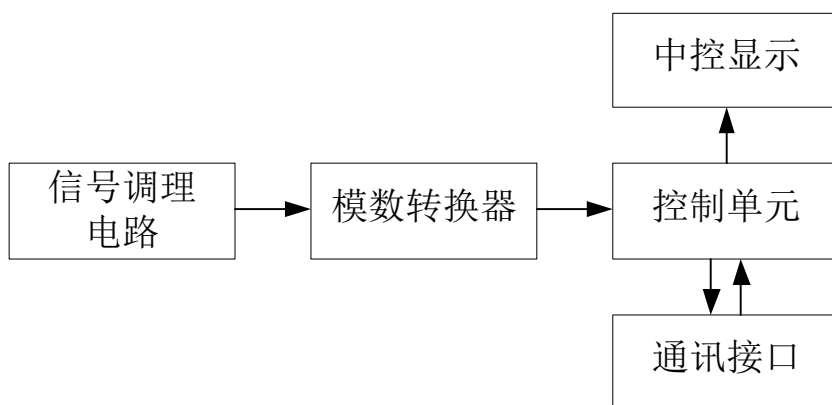 中控显示
信号调理
电路
模数转换器
控制单元
通讯接口